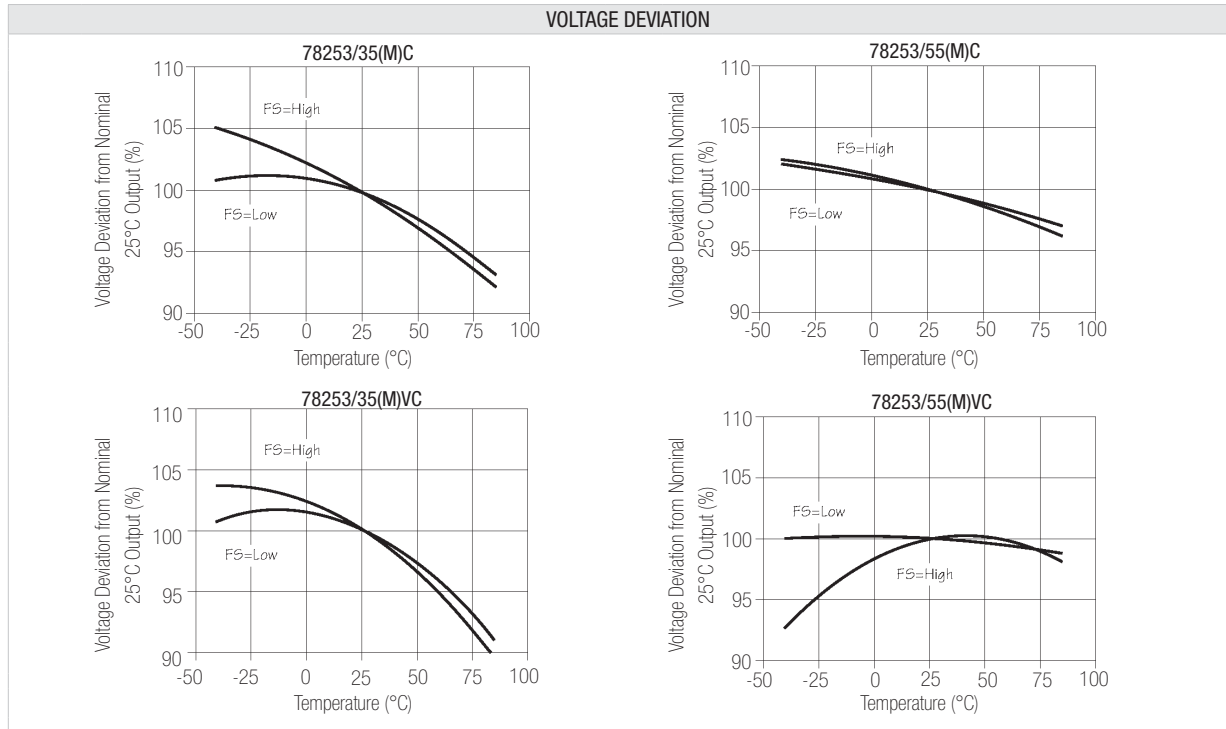 VOLTAGE DEVIATION
78253/35(M)C
110
105
100
95
90
-50
-25
0
25
50
75
100
FS=High
FS=Low
Voltage Deviation from Nominal
25°C Output (%)
Temperature (°C)
78253/55(M)C
110
105
100
95
90
-50
-25
0
25
50
75
100
FS=High
FS=Low
Voltage Deviation from Nominal
25°C Output (%)
Temperature (°C)
78253/35(M)VC
110
105
100
95
90
-50
-25
0
25
50
75
100
FS=High
FS=Low
Voltage Deviation from Nominal
25°C Output (%)
Temperature (°C)
78253/55(M)VC
110
105
100
95
90
-50
-25
0
25
50
75
100
FS=Low
FS=High
Voltage Deviation from Nominal
25°C Output (%)
Temperature (°C)